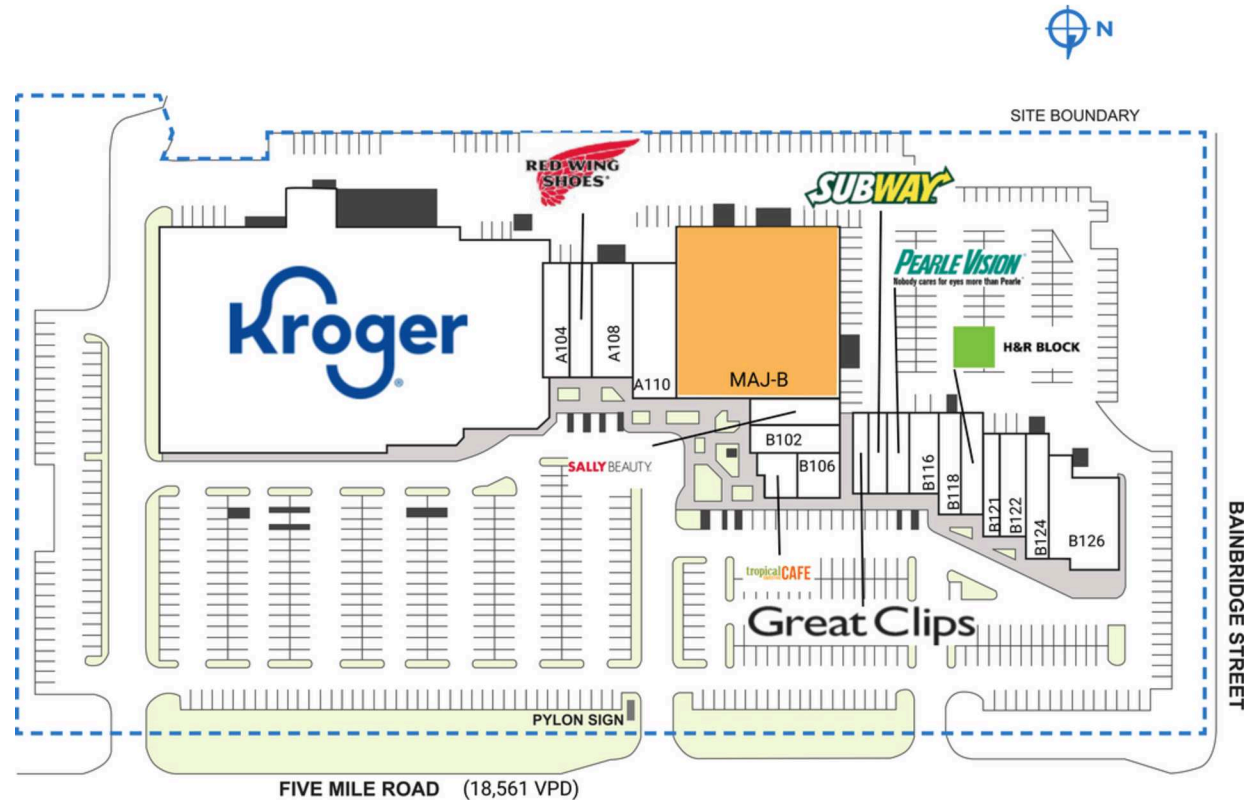 N
SITE BOUNDARY
RED WING
SHOES®
SUBWAY®
PEARLE VISION®
Nobody cares for eyes more than Pearle®
Kroger®
H&R BLOCK
A104
A108
A110
MAJ-B
SALLY BEAUTY
B102
B106
B116
B118
B121
B122
B124
B126
tropical
CAFE
Great Clips
PYLON SIGN
BAINBRIDGE STREET
FIVE MILE ROAD (18,561 VPD)